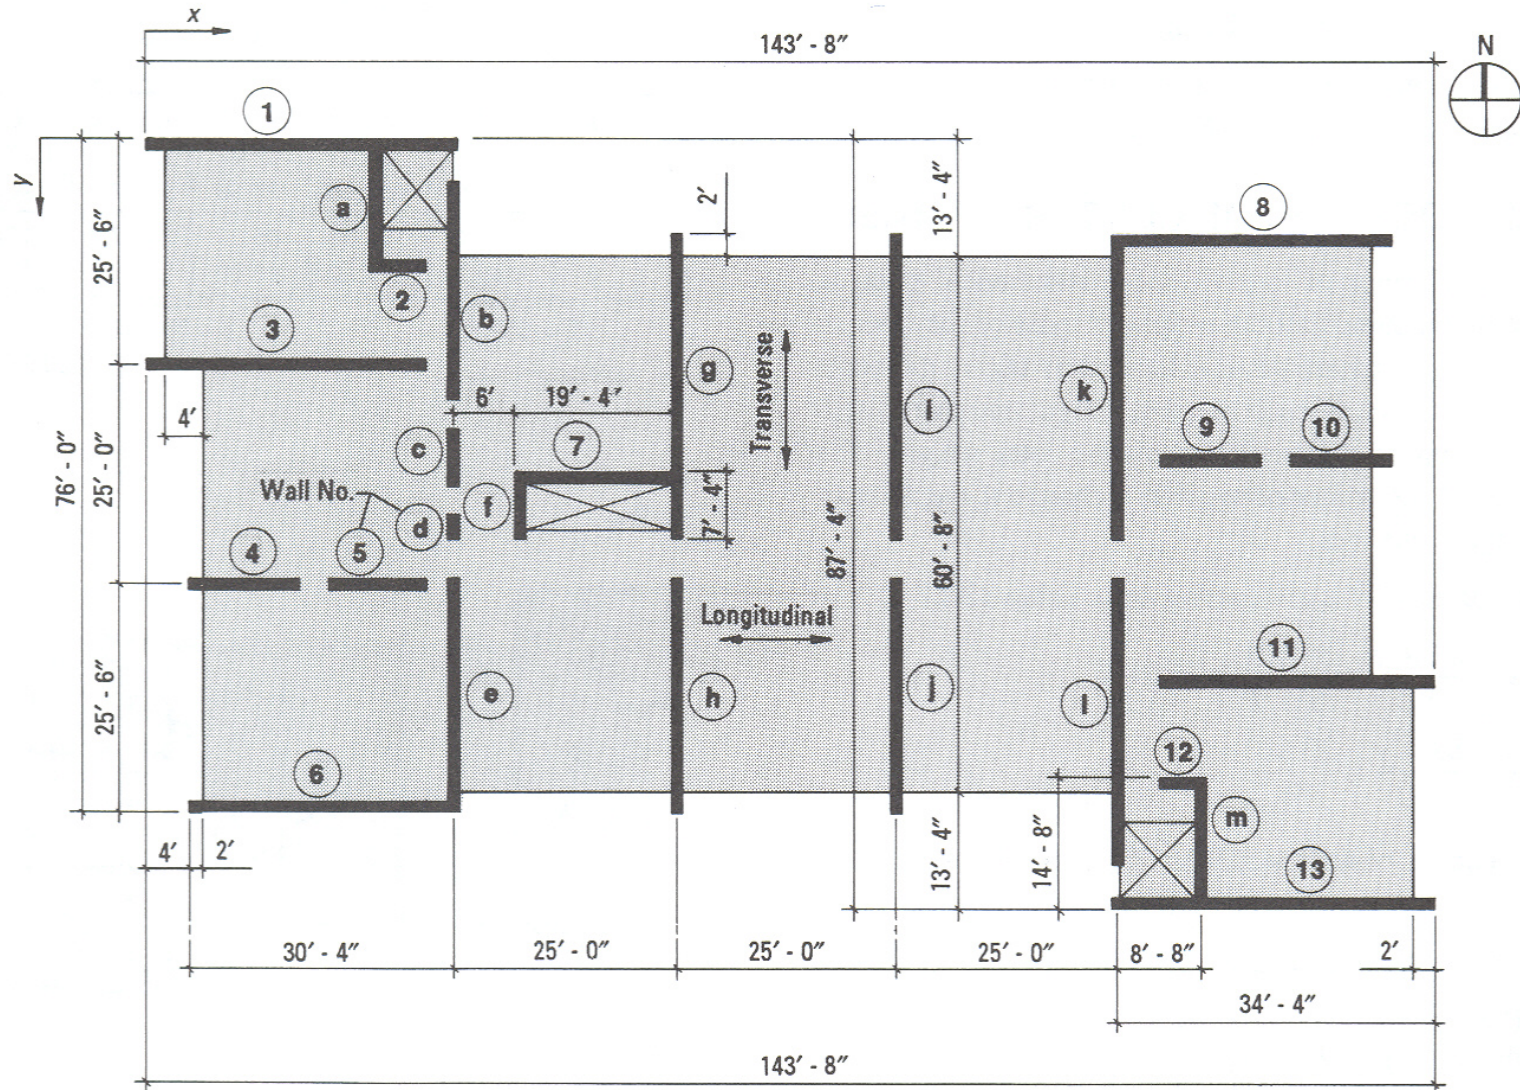 x
143′ - 8″
N
1
y
a
2′
13′ - 4″
8
25′ - 6″
2
3
b
g
Transverse
6′
19′ - 4″
i
k
4′
c
7
9
10
76′ - 0″
25′ - 0″
Wall No.
d
f
7′ - 4″
87′ - 4″
60′ - 8″
4
5
Longitudinal
25′ - 6″
11
e
h
j
l
6
12
m
4′
2′
13′ - 4″
14′ - 8″
13
30′ - 4″
25′ - 0″
25′ - 0″
25′ - 0″
8′ - 8″
2′
34′ - 4″
143′ - 8″